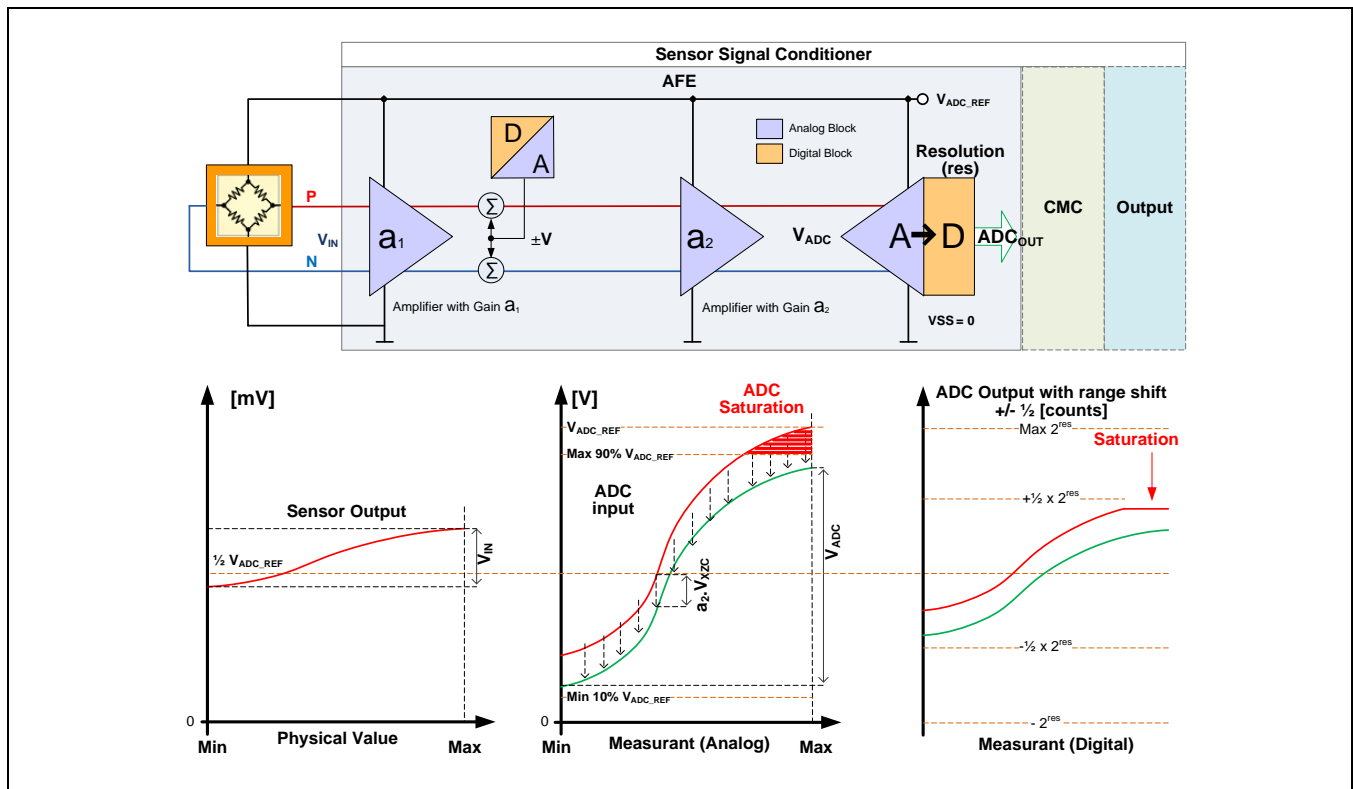 Sensor Signal Conditioner
AFE
V_ADC_REF
D
A
Analog Block
Digital Block
Resolution
(res)
P
V_IN
N
a₁
Σ
±V
Σ
a₂
V_ADC
A→D
ADC_OUT
CMC
Output
Amplifier with Gain a₁
Amplifier with Gain a₂
VSS = 0
[mV]
Sensor Output
½ V_ADC_REF
V_IN
0
Min
Physical Value
Max
[V]
ADC
Saturation
V_ADC_REF
Max 90% V_ADC_REF
ADC
input
V_ADC
a₂·V_XZC
Min 10% V_ADC_REF
0
Min
Measurant (Analog)
Max
ADC Output with range shift
+/- ½ [counts]
Max 2^res
Saturation
+½ x 2^res
-½ x 2^res
- 2^res
Measurant (Digital)